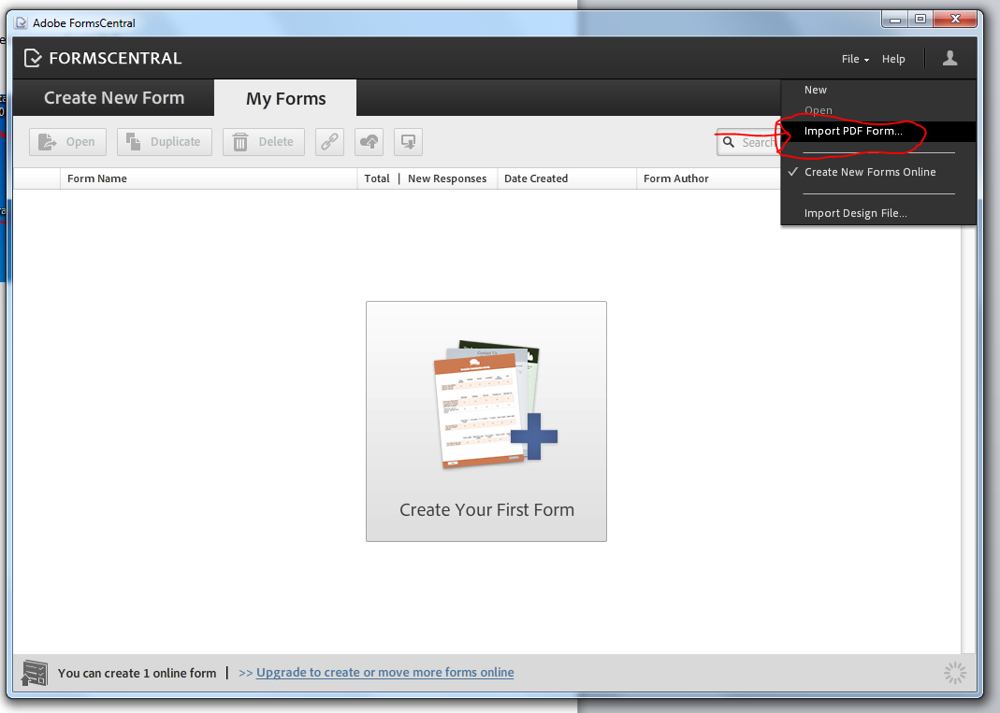 Adobe FormsCentral
FORMSCENTRAL
File Help
Create New Form My Forms
New
Open
Import PDF Form...
Create New Forms Online
Import Design File...
Open Duplicate Delete Search
Form Name Total | New Responses Date Created Form Author
Create Your First Form
You can create 1 online form | >> Upgrade to create or move more forms online